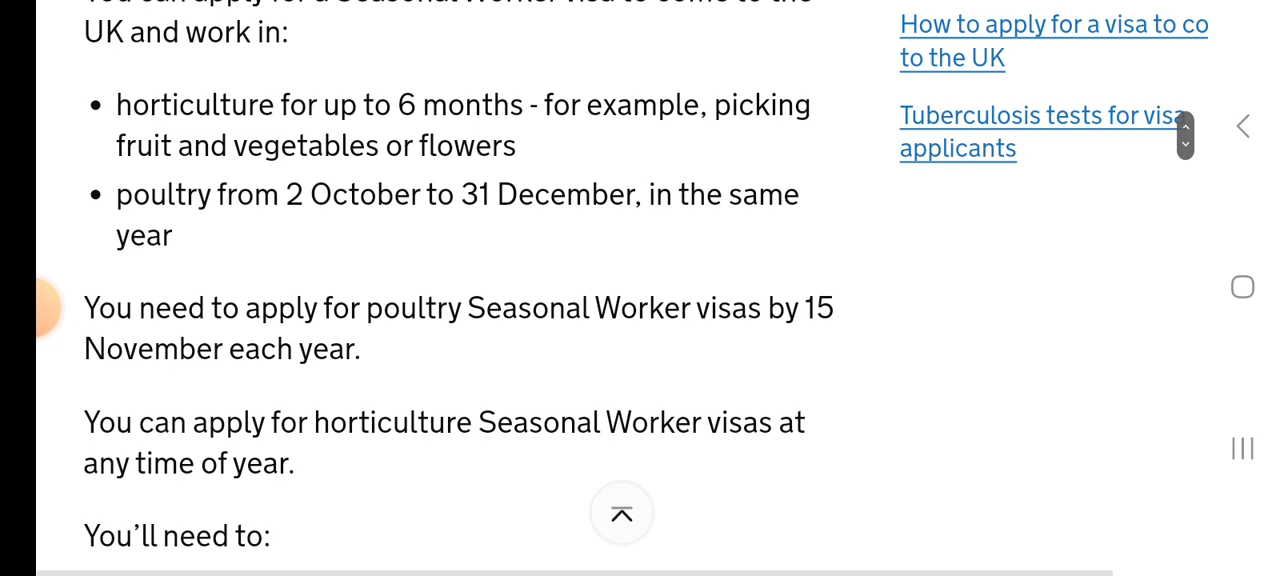 UK and work in:
horticulture for up to 6 months - for example, picking
fruit and vegetables or flowers
poultry from 2 October to 31 December, in the same
year
You need to apply for poultry Seasonal Worker visas by 15
November each year.
You can apply for horticulture Seasonal Worker visas at
any time of year.
You’ll need to:
How to apply for a visa to co
to the UK
Tuberculosis tests for visa
applicants